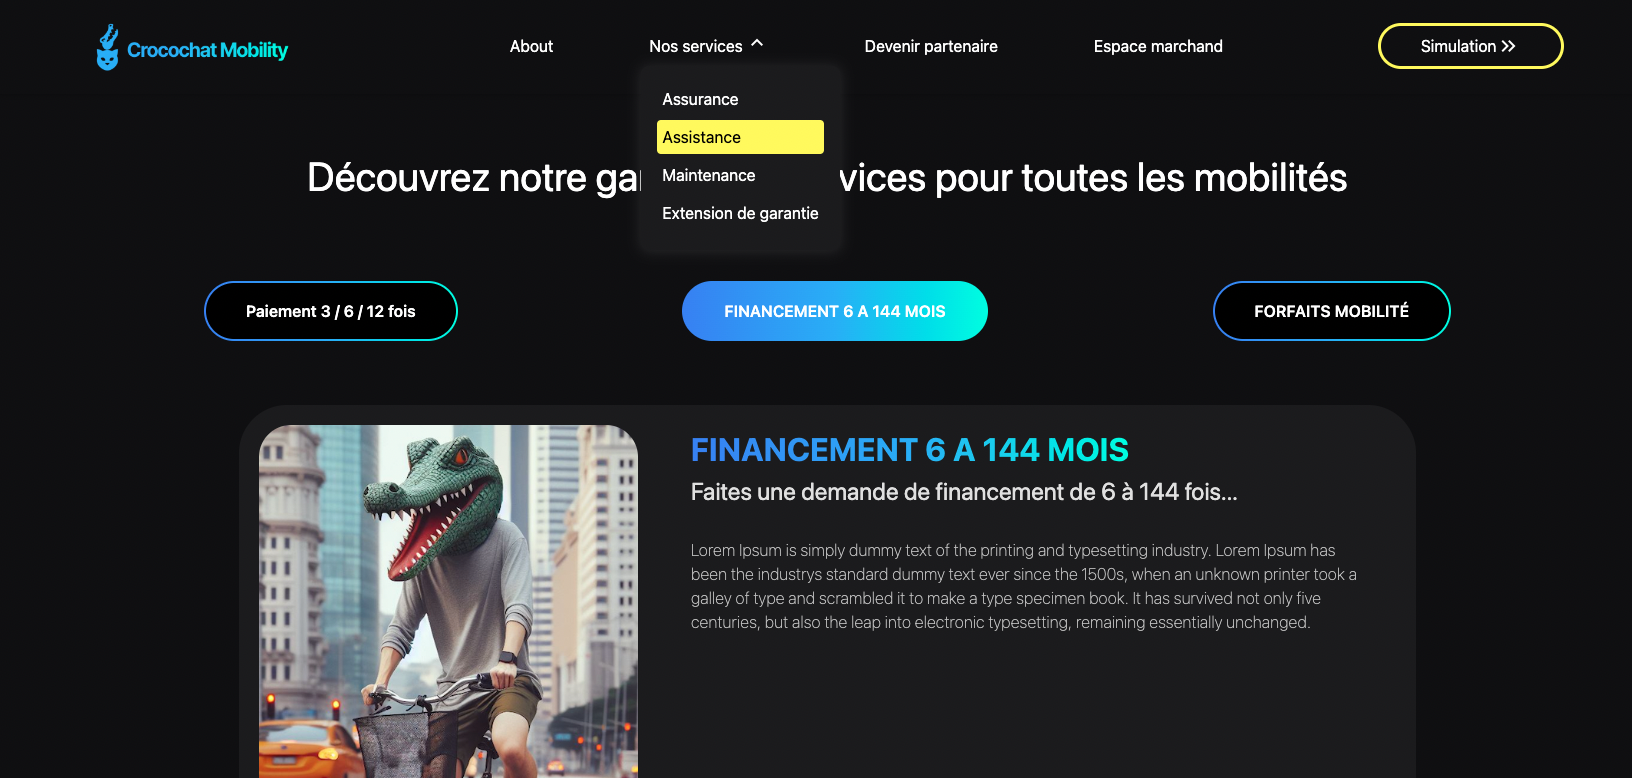 Crocochat Mobility
About
Nos services
Devenir partenaire
Espace marchand
Simulation
Assurance
Assistance
Maintenance
Extension de garantie
Découvrez notre vices pour toutes les mobilités
Paiement 3 / 6 / 12 fois
FINANCEMENT 6 A 144 MOIS
FORFAITS MOBILITÉ
FINANCEMENT 6 A 144 MOIS
Faites une demande de financement de 6 à 144 fois...
Lorem Ipsum is simply dummy text of the printing and typesetting industry. Lorem Ipsum has
been the industrys standard dummy text ever since the 1500s, when an unknown printer took a
galley of type and scrambled it to make a type specimen book. It has survived not only five
centuries, but also the leap into electronic typesetting, remaining essentially unchanged.